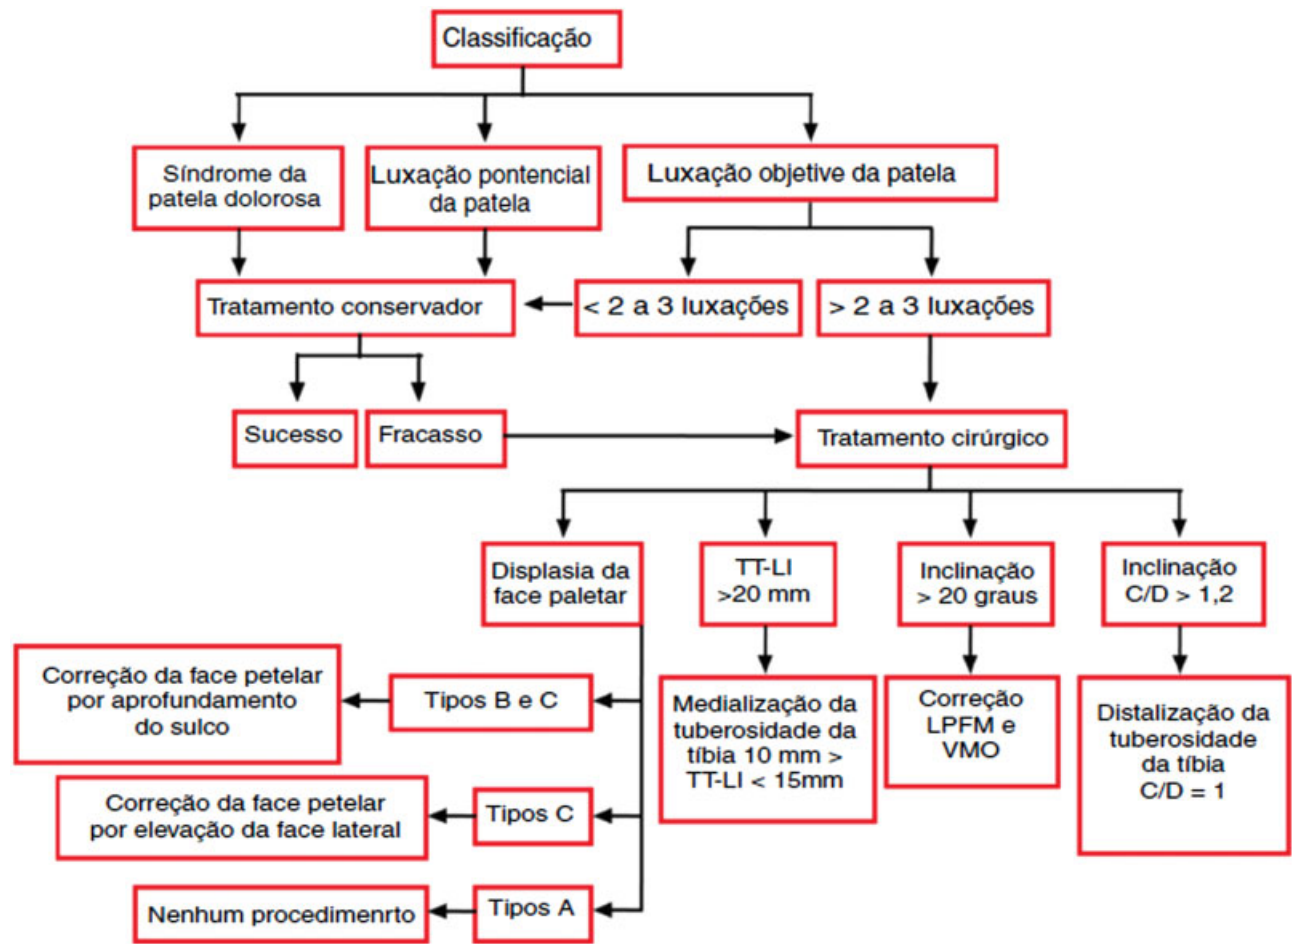 Classificação
Síndrome da
patela dolorosa
Luxação pontencial
da patela
Luxação objetive da patela
Tratamento conservador
< 2 a 3 luxações
> 2 a 3 luxações
Sucesso
Fracasso
Tratamento cirúrgico
Displasia da
face paletar
TT-LI
>20 mm
Inclinação
> 20 graus
Inclinação
C/D > 1,2
Correção da face petelar
por aprofundamento
do sulco
Tipos B e C
Medialização da
tuberosidade da
tíbia 10 mm >
TT-LI < 15mm
Correção
LPFM e
VMO
Distalização da
tuberosidade
da tíbia
C/D = 1
Correção da face petelar
por elevação da face lateral
Tipos C
Nenhum procedimenrto
Tipos A